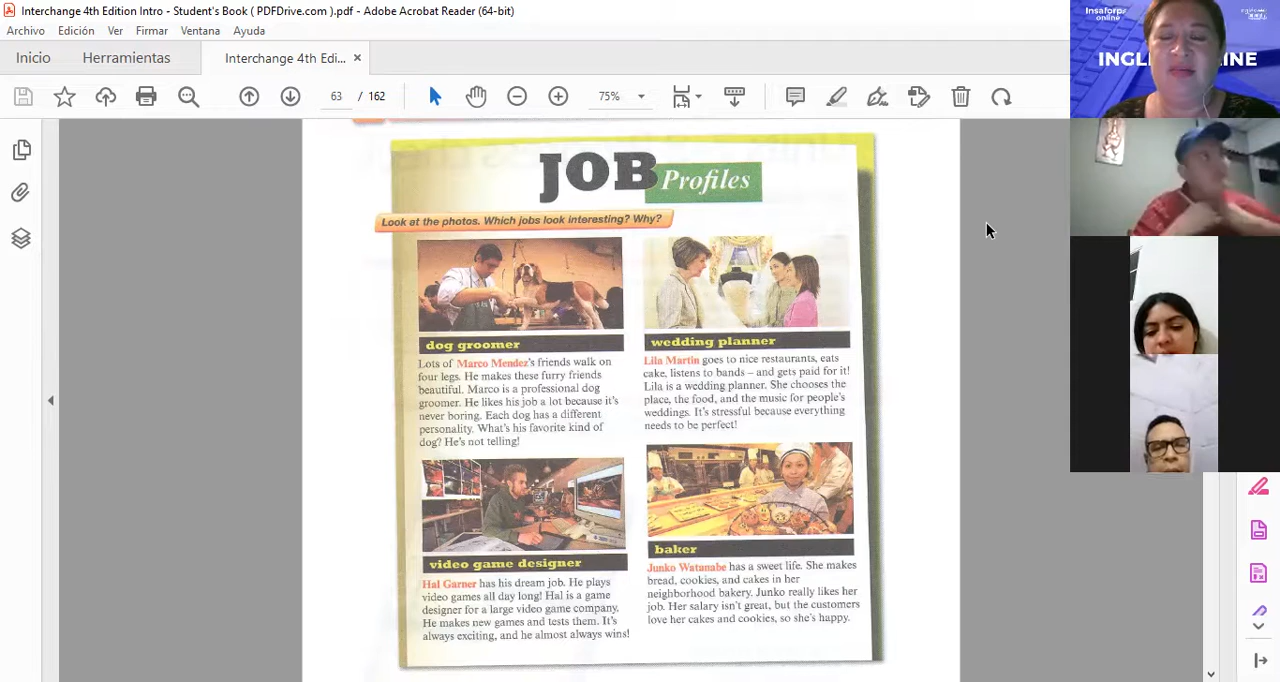 Interchange 4th Edition Intro - Student's Book ( PDFDrive.com ).pdf - Adobe Acrobat Reader (64-bit)
Archivo Edición Ver Firmar Ventana Ayuda
Inicio Herramientas Interchange 4th Edi... ×
63 / 162 75%
Insaforp
online
INGL INE
JOB
Profiles
Look at the photos. Which jobs look interesting? Why?
dog groomer
Lots of Marco Mendez's friends walk on
four legs. He makes these furry friends
beautiful. Marco is a professional dog
groomer. He likes his job a lot because it's
never boring. Each dog has a different
personality. What's his favorite kind of
dog? He's not telling!
wedding planner
Lila Martin goes to nice restaurants, eats
cake, listens to bands – and gets paid for it!
Lila is a wedding planner. She chooses the
place, the food, and the music for people's
weddings. It's stressful because everything
needs to be perfect!
video game designer
Hal Garner has his dream job. He plays
video games all day long! Hal is a game
designer for a large video game company.
He makes new games and tests them. It's
always exciting, and he almost always wins!
baker
Junko Watanabe has a sweet life. She makes
bread, cookies, and cakes in her
neighborhood bakery. Junko really likes her
job. Her salary isn't great, but the customers
love her cakes and cookies, so she's happy.